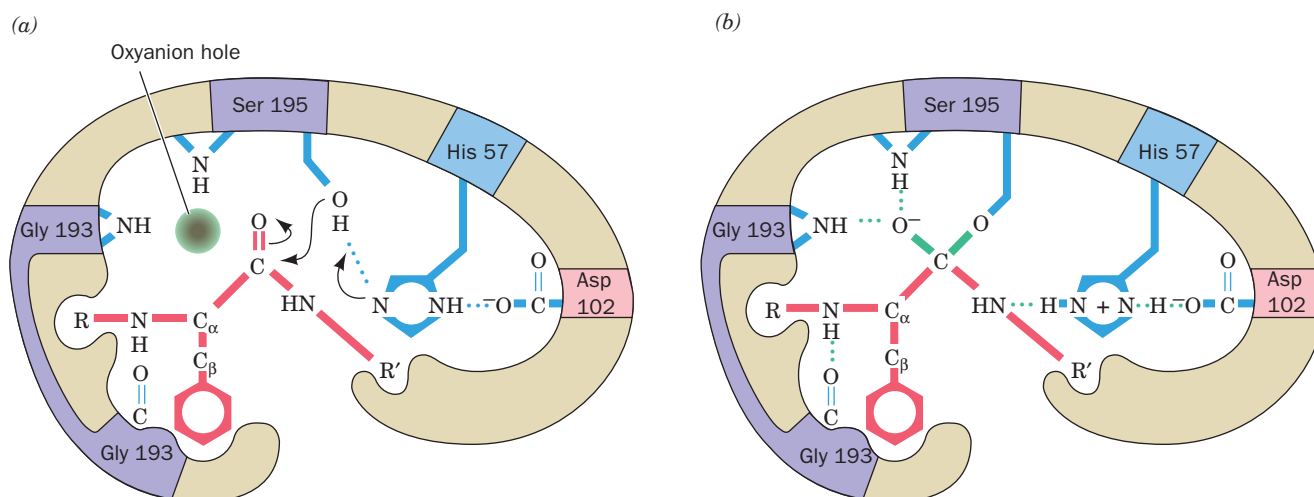 (a)
Oxyanion hole
Ser 195
His 57
Gly 193
Asp
102
N
H
NH
O
C
O
H
HN
N
NH
⁻O
C
O
R
N
H
Cα
Cβ
O
C
R′
Gly 193
(b)
Ser 195
His 57
Gly 193
Asp
102
N
H
NH
O⁻
O
C
HN
H
N
+
N
H
⁻O
C
O
R
N
H
Cα
Cβ
O
C
R′
Gly 193